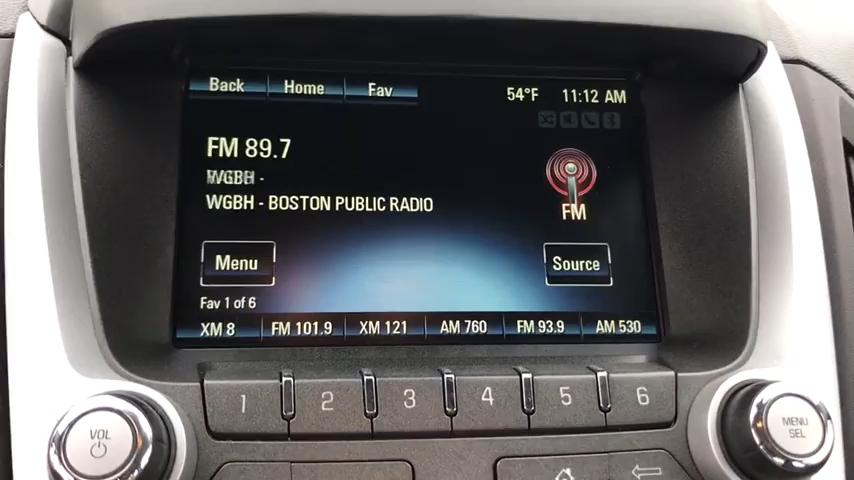 Back Home Fav 54°F 11:12 AM
FM 89.7
WGBH -
WGBH - BOSTON PUBLIC RADIO
FM
Menu Source
Fav 1 of 6
XM 8 FM 101.9 XM 121 AM 760 FM 93.9 AM 530
1 2 3 4 5 6
VOL
MENU
SEL